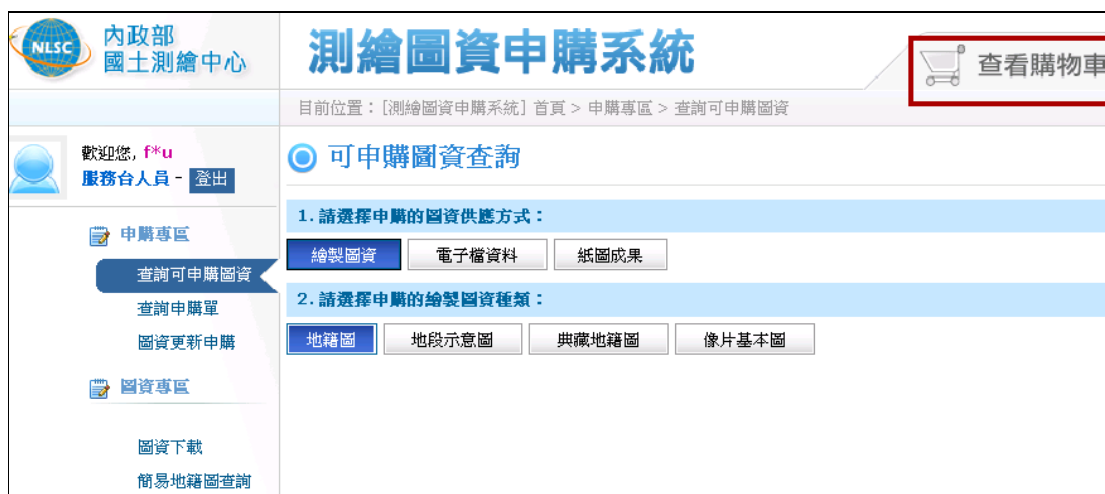 NLSC
內政部
國土測繪中心
測繪圖資申購系統
查看購物車
目前位置：[測繪圖資申購系統] 首頁 > 申購專區 > 查詢可申購圖資
歡迎您, f*u
服務台人員 - 登出
可申購圖資查詢
1. 請選擇申購的圖資供應方式：
繪製圖資 電子檔資料 紙圖成果
2. 請選擇申購的繪製圖資種類：
地籍圖 地段示意圖 典藏地籍圖 像片基本圖
申購專區
查詢可申購圖資
查詢申購單
圖資更新申購
圖資專區
圖資下載
簡易地籍圖查詢